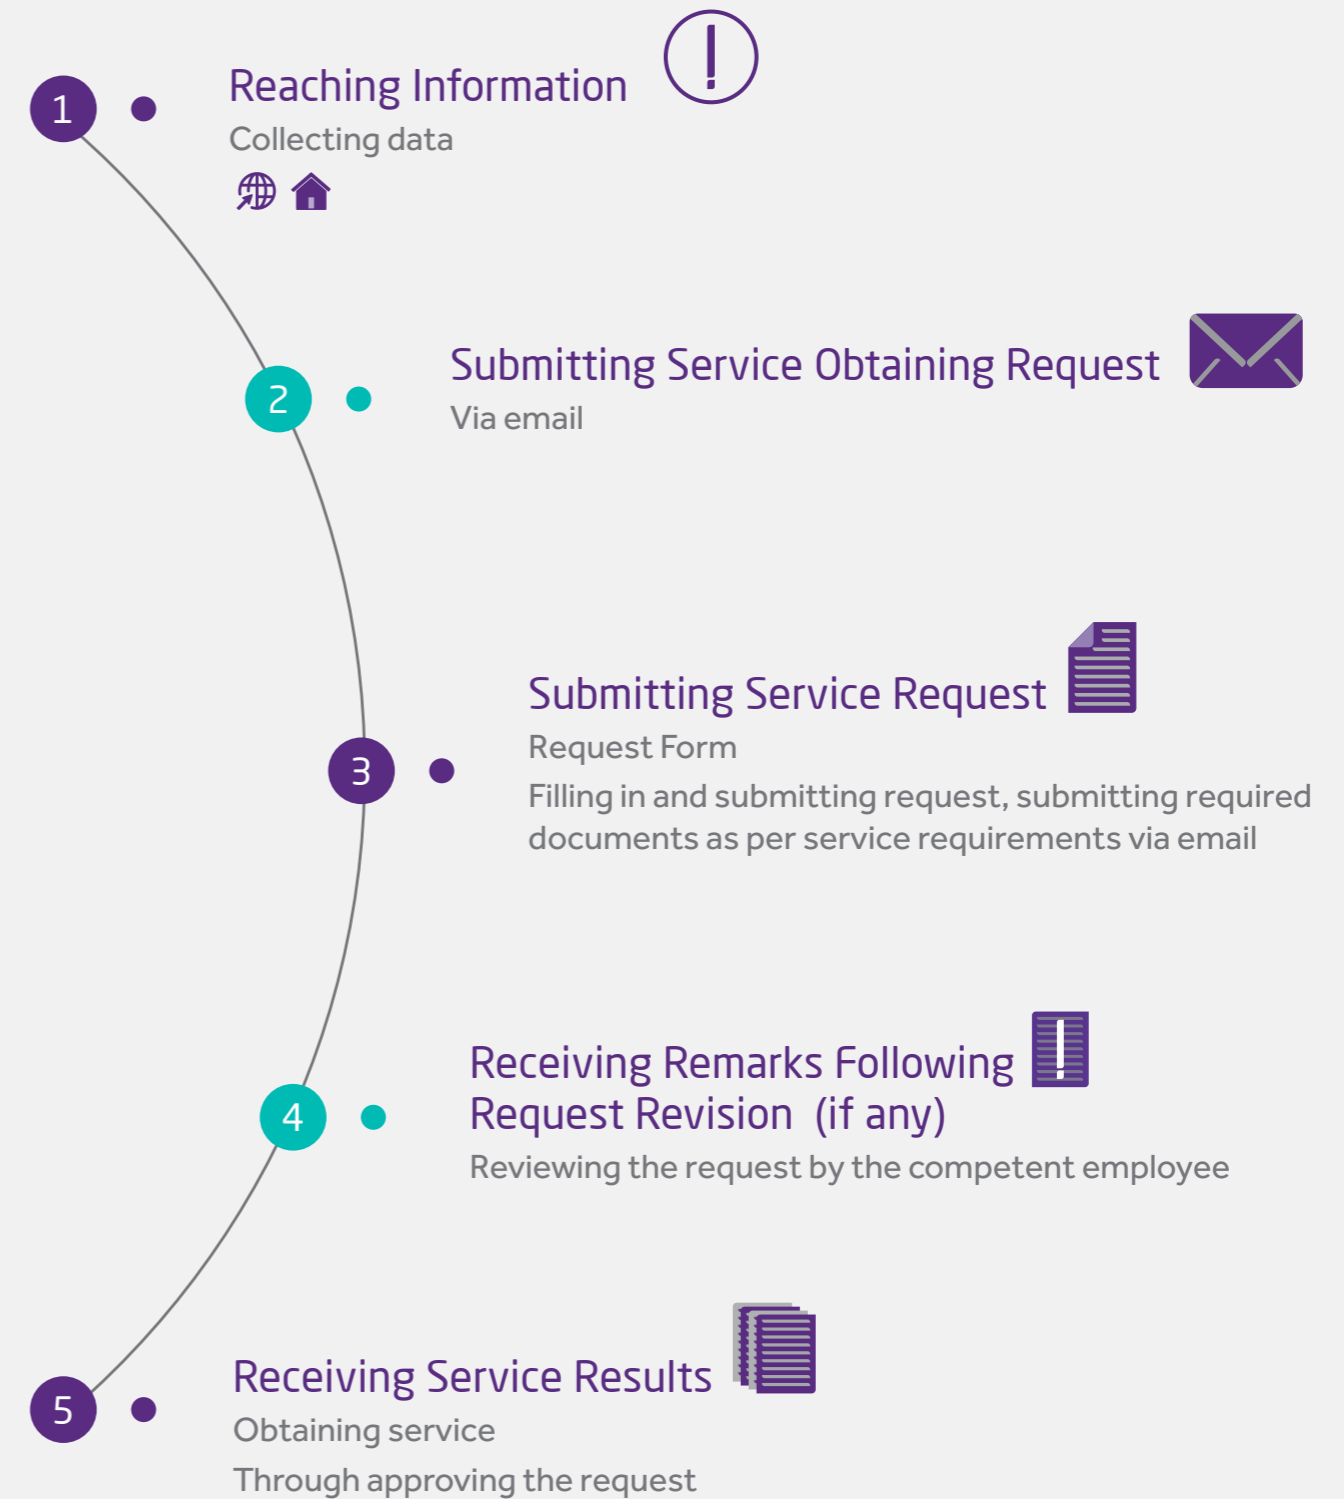 1
Reaching Information
Collecting data
2
Submitting Service Obtaining Request
Via email
3
Submitting Service Request
Request Form
Filling in and submitting request, submitting required
documents as per service requirements via email
4
Receiving Remarks Following
Request Revision (if any)
Reviewing the request by the competent employee
5
Receiving Service Results
Obtaining service
Through approving the request